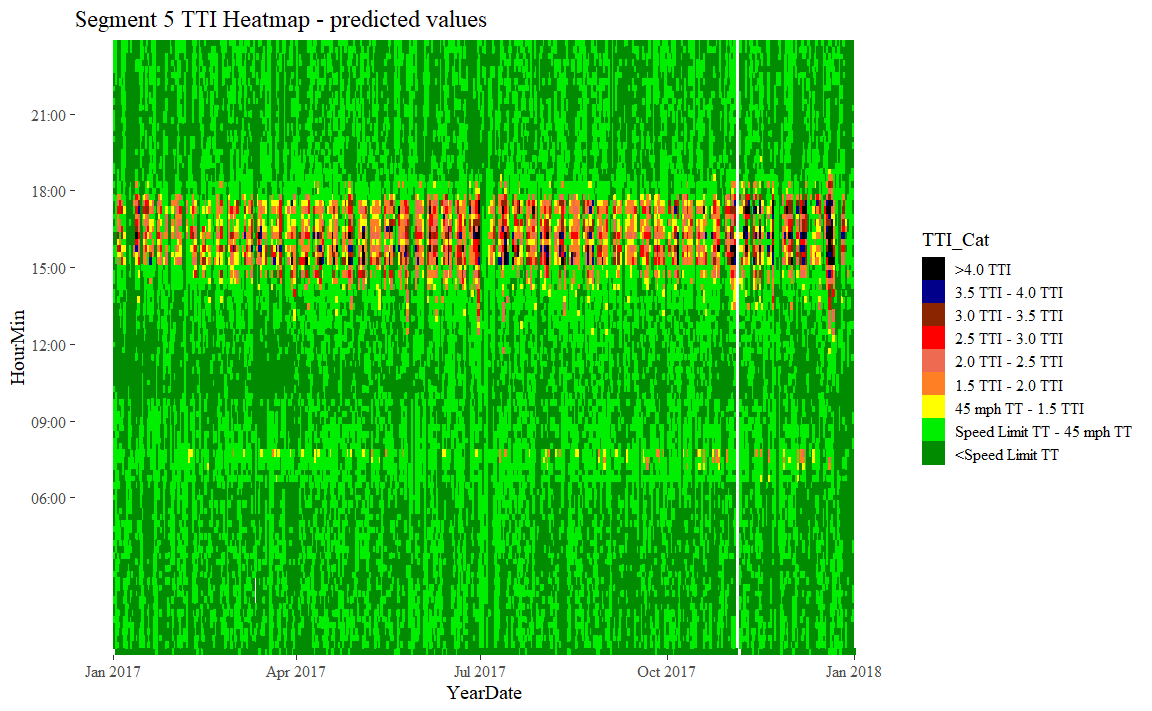 Segment 5 TTI Heatmap - predicted values
HourMin
21:00
18:00
15:00
12:00
09:00
06:00
Jan 2017
Apr 2017
Jul 2017
Oct 2017
Jan 2018
YearDate
TTI_Cat
>4.0 TTI
3.5 TTI - 4.0 TTI
3.0 TTI - 3.5 TTI
2.5 TTI - 3.0 TTI
2.0 TTI - 2.5 TTI
1.5 TTI - 2.0 TTI
45 mph TT - 1.5 TTI
Speed Limit TT - 45 mph TT
<Speed Limit TT